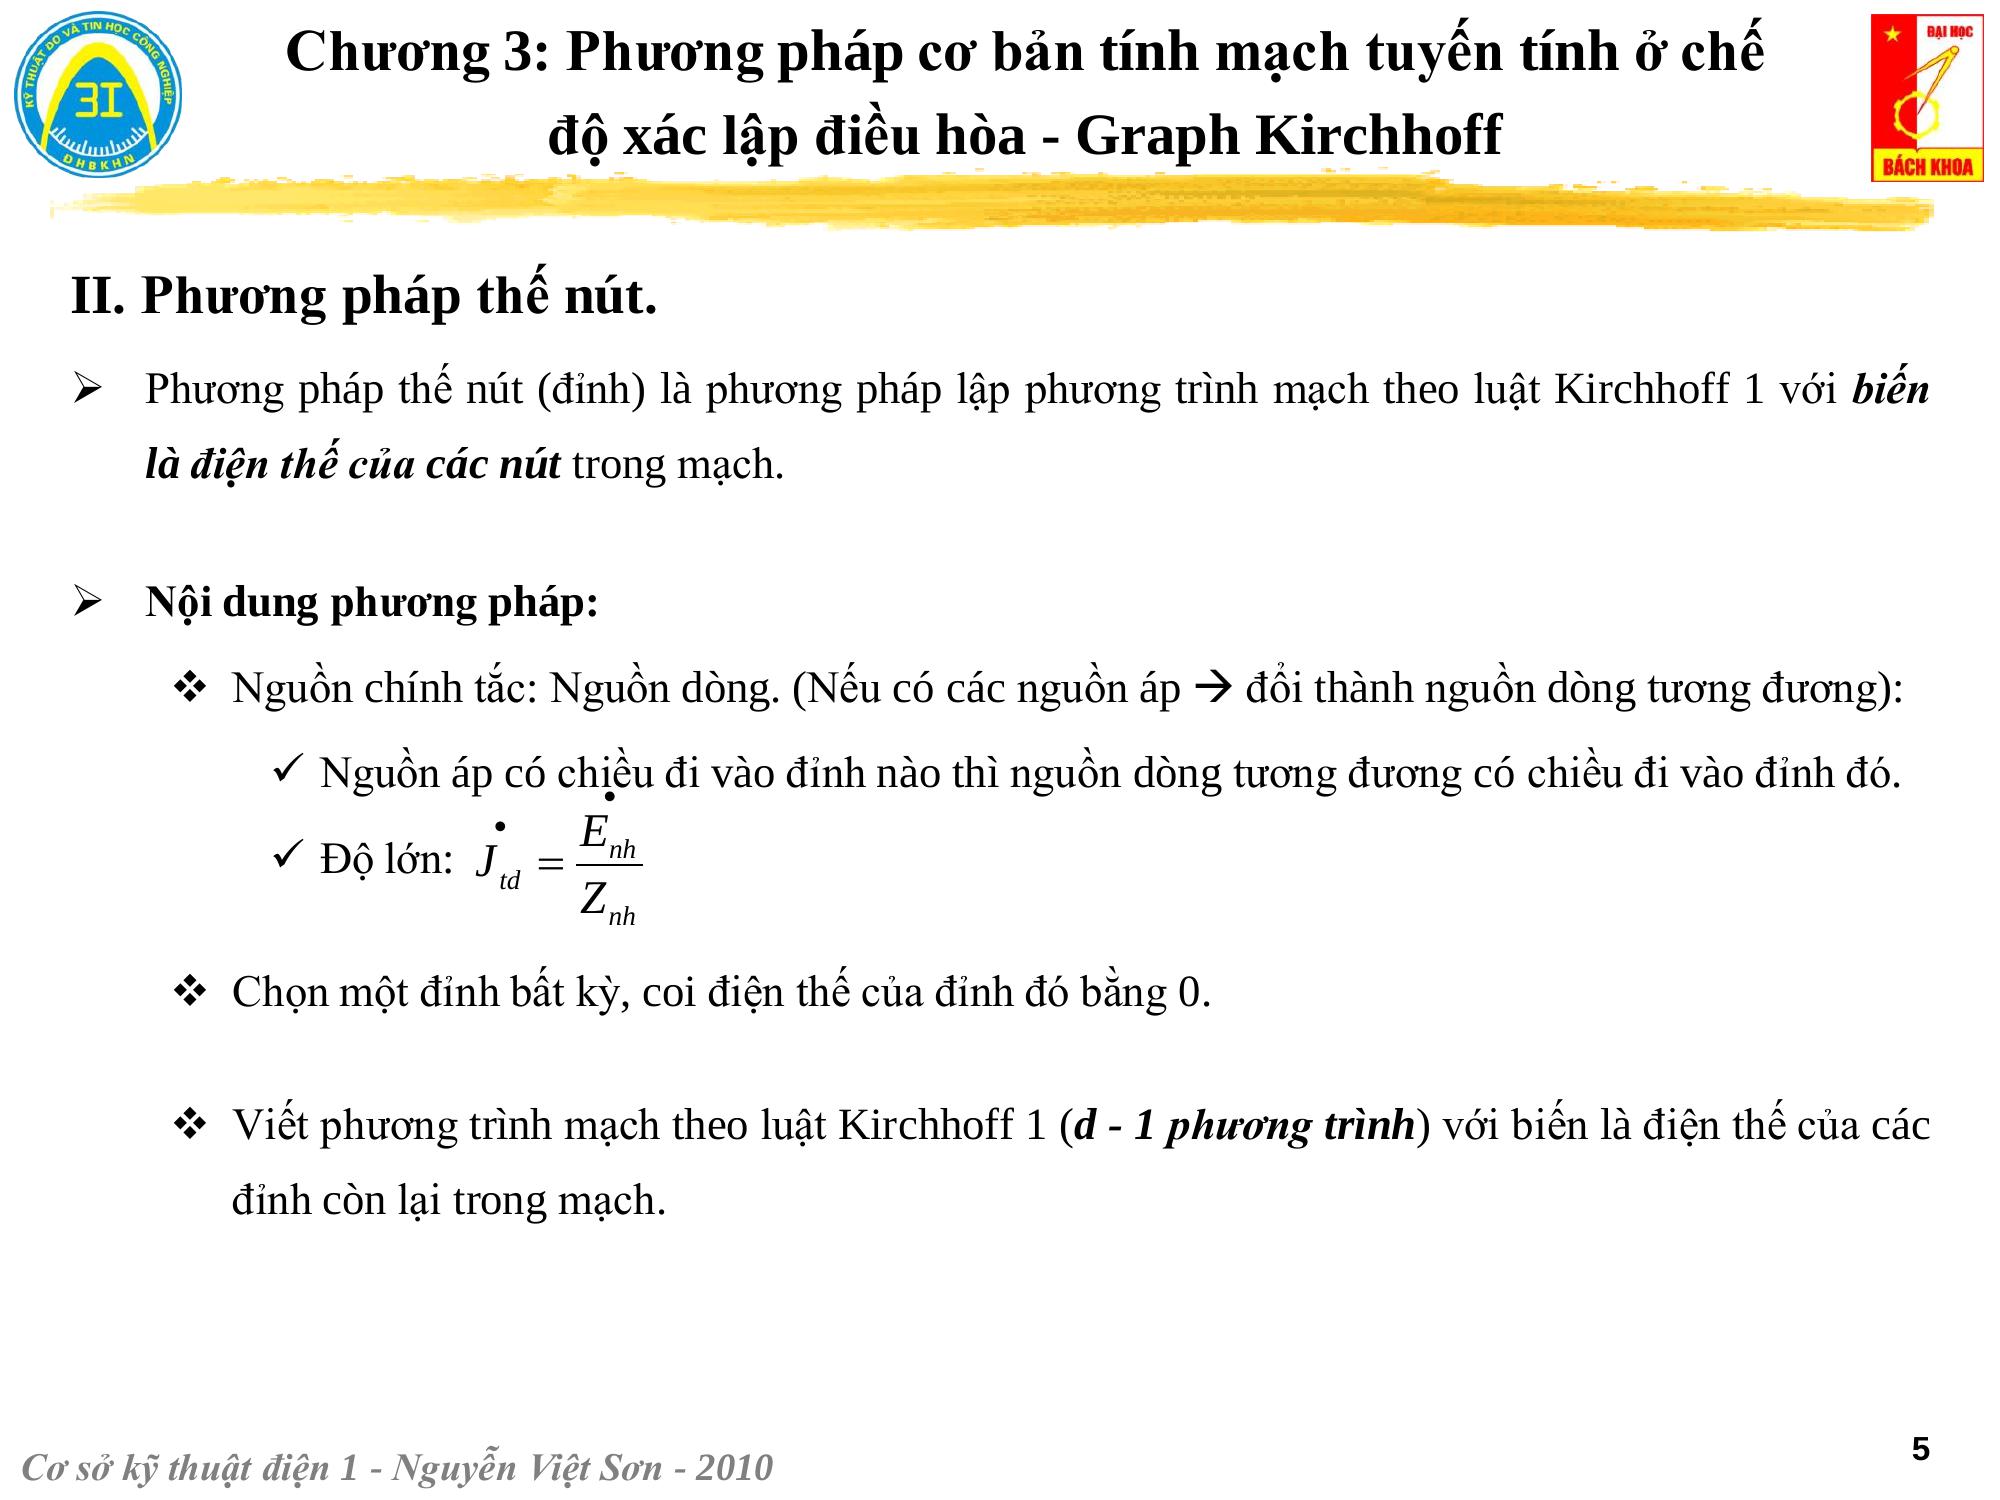 KỸ THUẬT ĐO VÀ TIN HỌC CÔNG NGHIỆP
3I
ĐHBKHN
Chương 3: Phương pháp cơ bản tính mạch tuyến tính ở chế
độ xác lập điều hòa - Graph Kirchhoff
ĐẠI HỌC
BÁCH KHOA
II. Phương pháp thế nút.
➢ Phương pháp thế nút (đỉnh) là phương pháp lập phương trình mạch theo luật Kirchhoff 1 với biến
là điện thế của các nút trong mạch.
➢ Nội dung phương pháp:
❖ Nguồn chính tắc: Nguồn dòng. (Nếu có các nguồn áp → đổi thành nguồn dòng tương đương):
✓ Nguồn áp có chiều đi vào đỉnh nào thì nguồn dòng tương đương có chiều đi vào đỉnh đó.
✓ Độ lớn: J̇_td = Ė_nh / Z_nh
❖ Chọn một đỉnh bất kỳ, coi điện thế của đỉnh đó bằng 0.
❖ Viết phương trình mạch theo luật Kirchhoff 1 (d - 1 phương trình) với biến là điện thế của các
đỉnh còn lại trong mạch.
Cơ sở kỹ thuật điện 1 - Nguyễn Việt Sơn - 2010
5